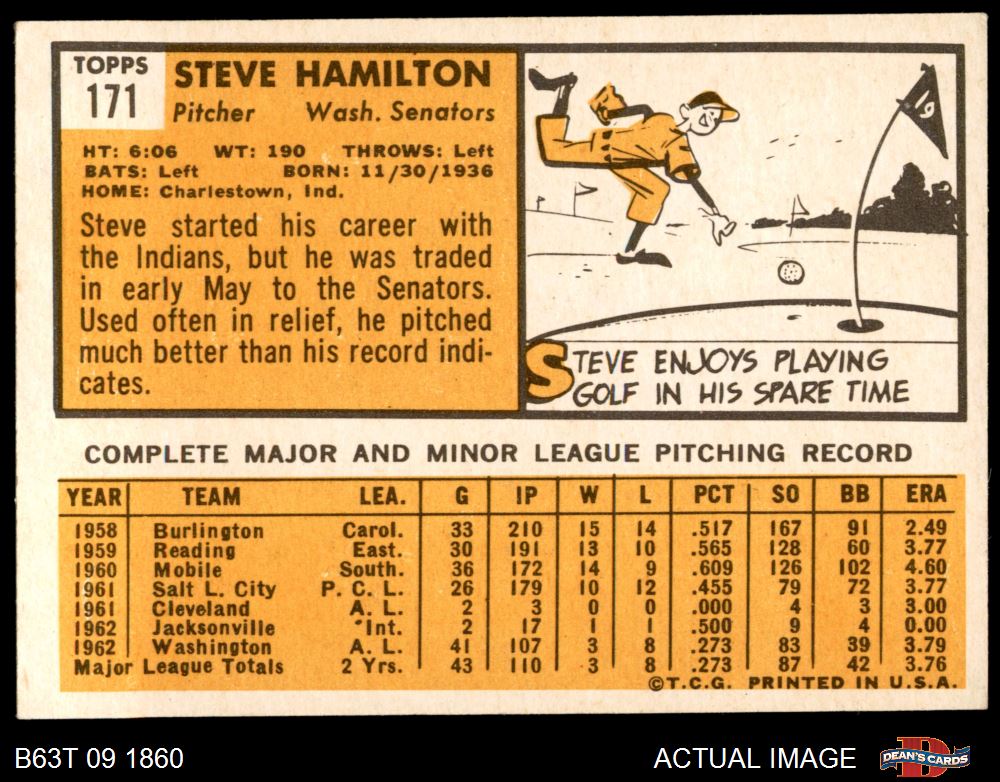 TOPPS
171
STEVE HAMILTON
Pitcher Wash. Senators
HT: 6:06 WT: 190 THROWS: Left
BATS: Left BORN: 11/30/1936
HOME: Charlestown, Ind.
Steve started his career with
the Indians, but he was traded
in early May to the Senators.
Used often in relief, he pitched
much better than his record indi-
cates.
19
STEVE ENJOYS PLAYING
GOLF IN HIS SPARE TIME
COMPLETE MAJOR AND MINOR LEAGUE PITCHING RECORD
YEAR TEAM LEA. G IP W L PCT SO BB ERA
1958 Burlington Carol. 33 210 15 14 .517 167 91 2.49
1959 Reading East. 30 191 13 10 .565 128 60 3.77
1960 Mobile South. 36 172 14 9 .609 126 102 4.60
1961 Salt L. City P. C. L. 26 179 10 12 .455 79 72 3.77
1961 Cleveland A. L. 2 3 0 0 .000 4 3 3.00
1962 Jacksonville *Int. 2 17 1 1 .500 9 4 0.00
1962 Washington A. L. 41 107 3 8 .273 83 39 3.79
Major League Totals 2 Yrs. 43 110 3 8 .273 87 42 3.76
©T.C.G. PRINTED IN U.S.A.
B63T 09 1860 ACTUAL IMAGE DEAN'S CARDS